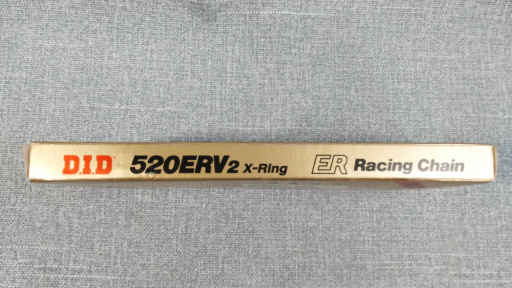 D.I.D 520ERV2 X-Ring ER Racing Chain